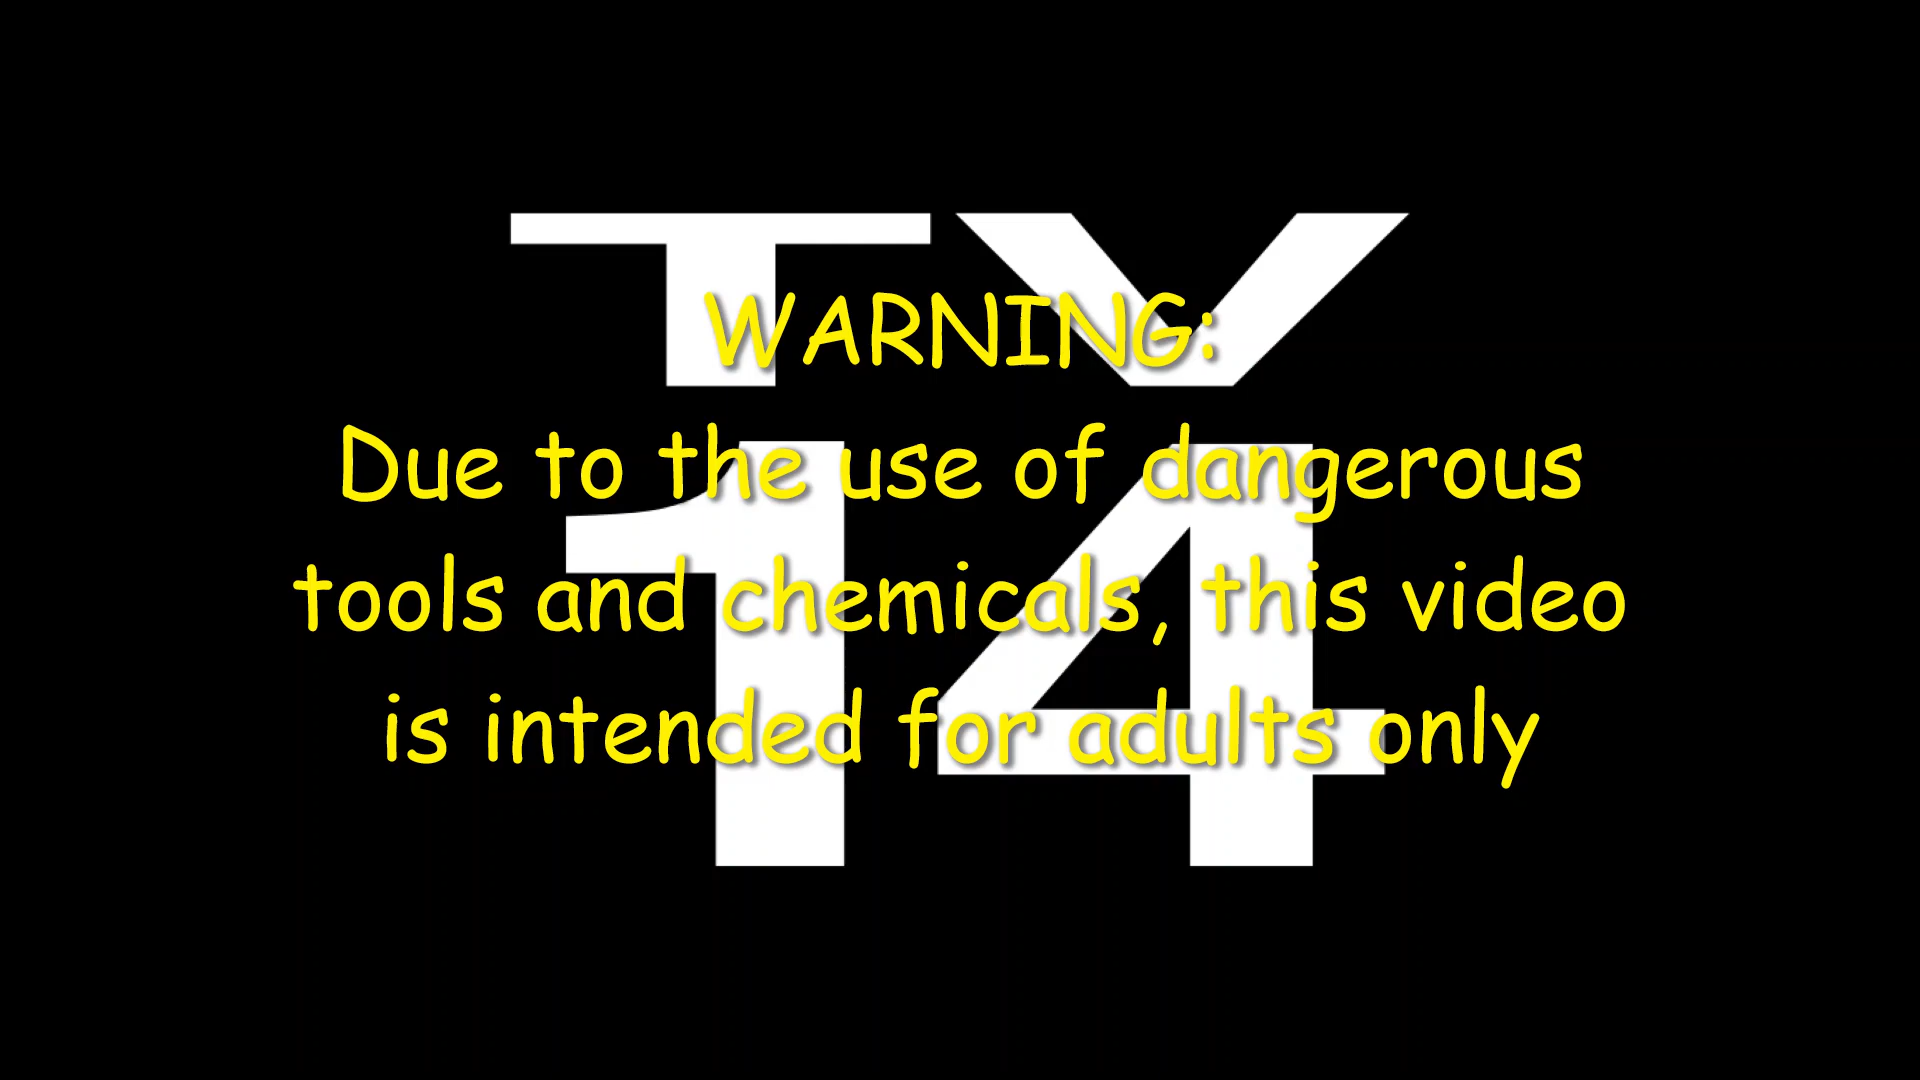 TV
14
WARNING:
Due to the use of dangerous
tools and chemicals, this video
is intended for adults only